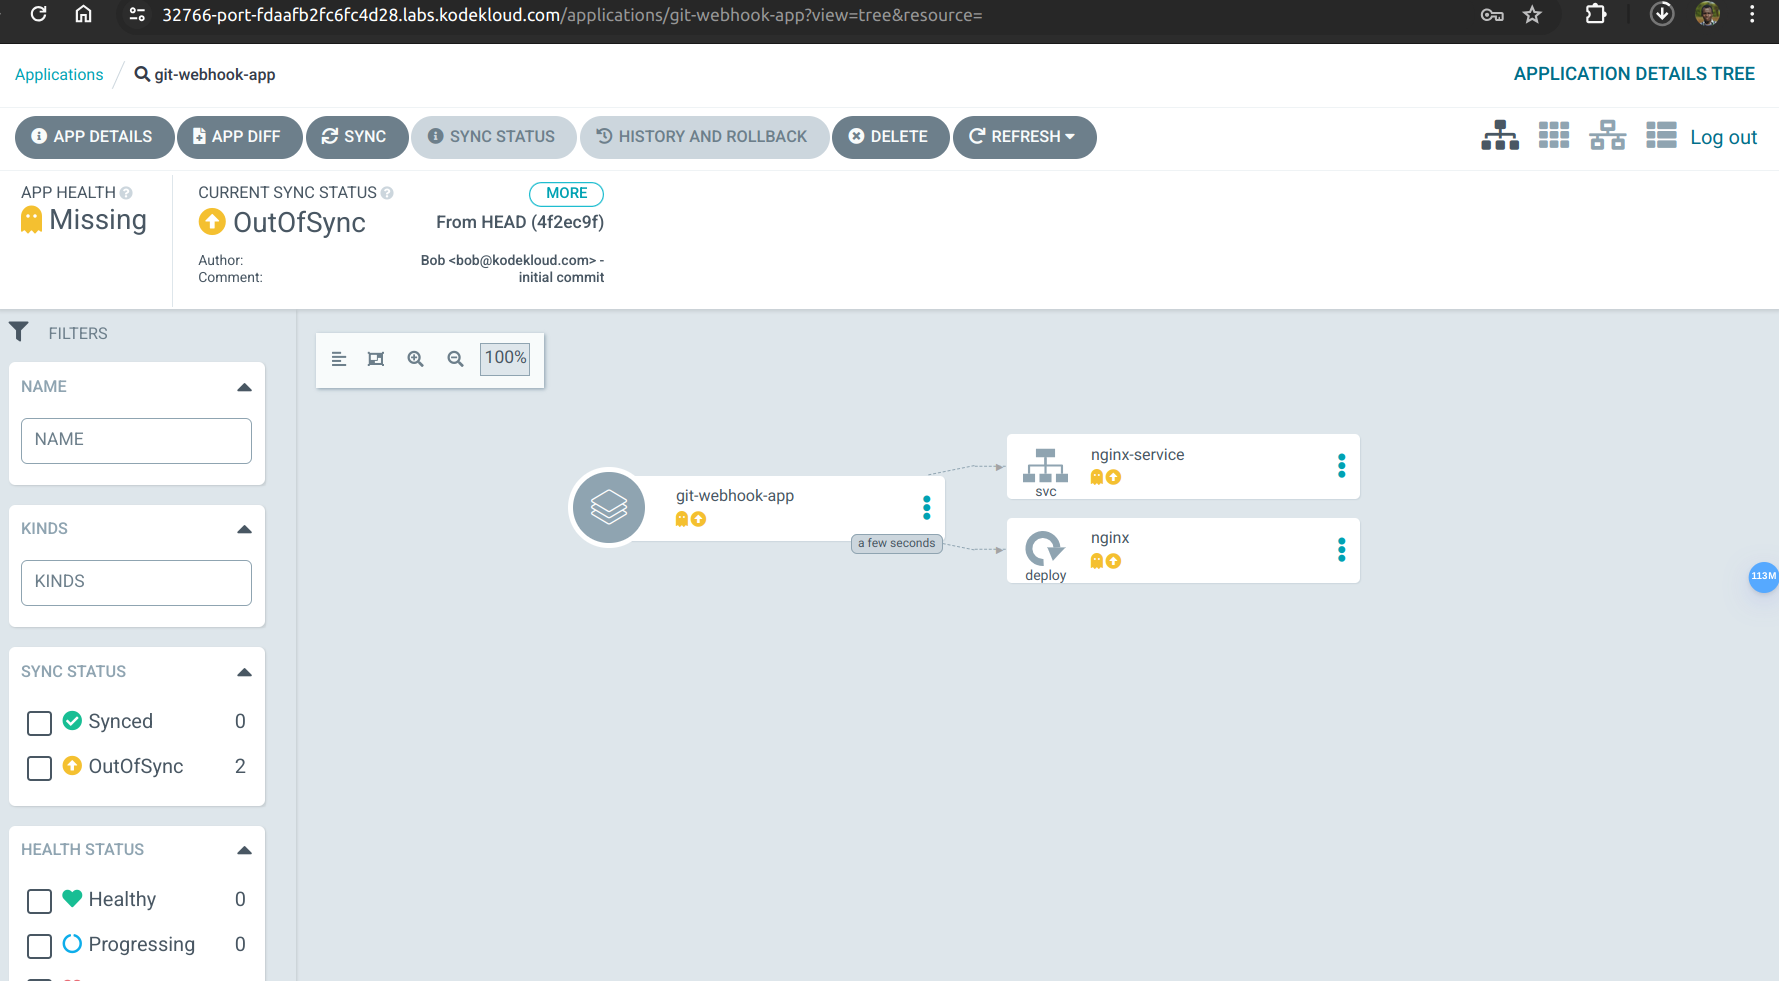 32766-port-fdaafb2fc6fc4d28.labs.kodekloud.com/applications/git-webhook-app?view=tree&resource=
Applications / git-webhook-app
APPLICATION DETAILS TREE
APP DETAILS APP DIFF SYNC SYNC STATUS HISTORY AND ROLLBACK DELETE REFRESH
Log out
APP HEALTH
Missing
CURRENT SYNC STATUS
MORE
OutOfSync
From HEAD (4f2ec9f)
Author: Bob <bob@kodekloud.com> -
Comment: initial commit
FILTERS
NAME
NAME
KINDS
KINDS
SYNC STATUS
Synced 0
OutOfSync 2
HEALTH STATUS
Healthy 0
Progressing 0
100%
git-webhook-app
a few seconds
nginx-service
svc
nginx
deploy
113M